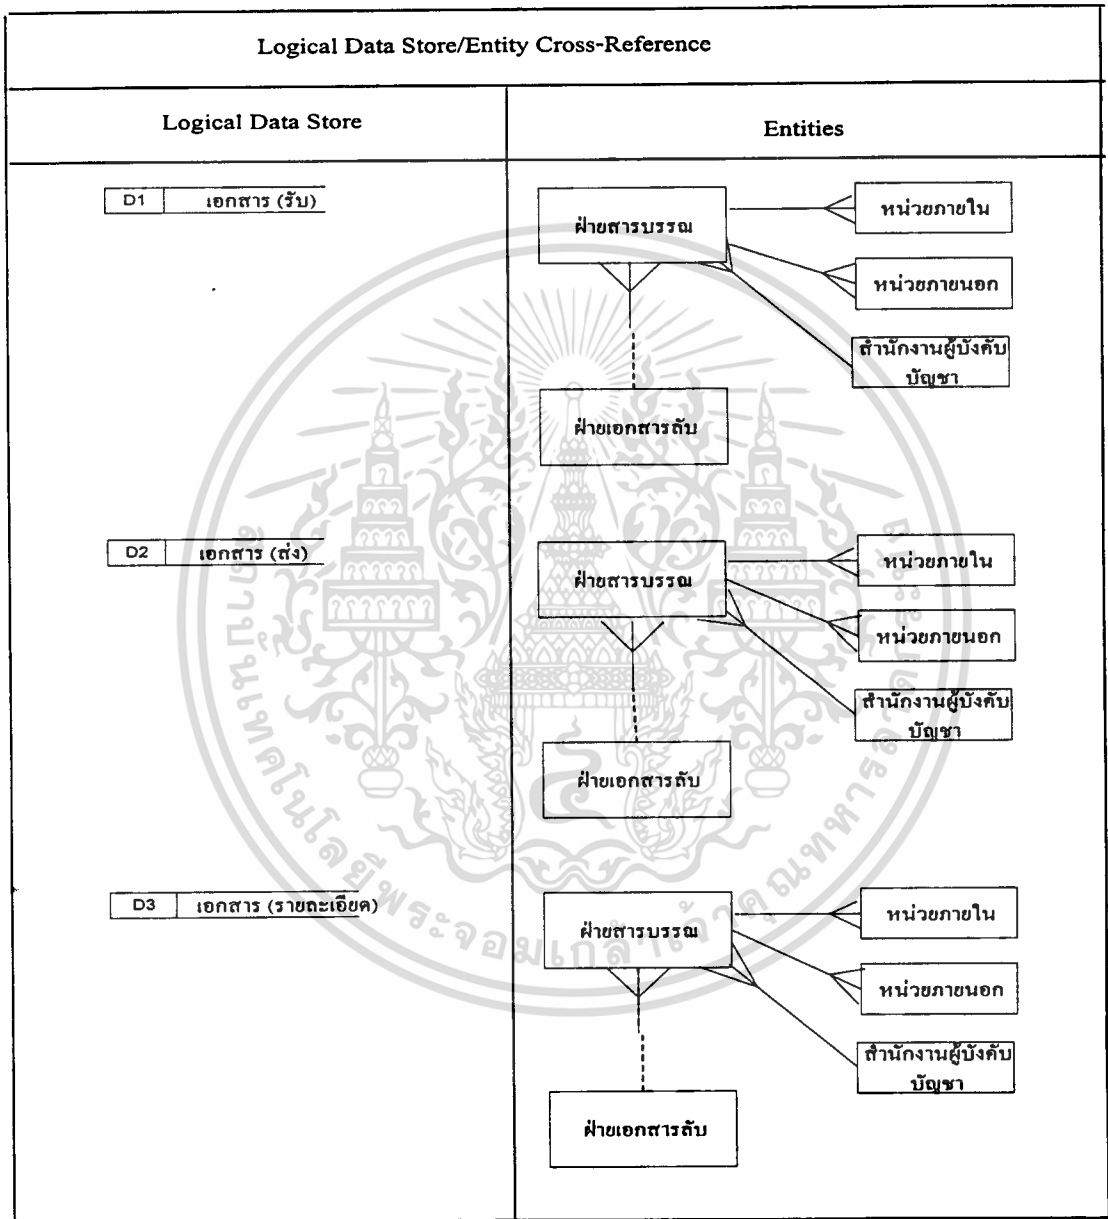 Logical Data Store/Entity Cross-Reference
Logical Data Store
Entities
D1 เอกสาร (รับ)
ฝ่ายสารบรรณ
หน่วยภายใน
หน่วยภายนอก
สำนักงานผู้บังคับ
บัญชา
ฝ่ายเอกสารลับ
D2 เอกสาร (ส่ง)
ฝ่ายสารบรรณ
หน่วยภายใน
หน่วยภายนอก
สำนักงานผู้บังคับ
บัญชา
ฝ่ายเอกสารลับ
D3 เอกสาร (รายละเอียด)
ฝ่ายสารบรรณ
หน่วยภายใน
หน่วยภายนอก
สำนักงานผู้บังคับ
บัญชา
ฝ่ายเอกสารลับ